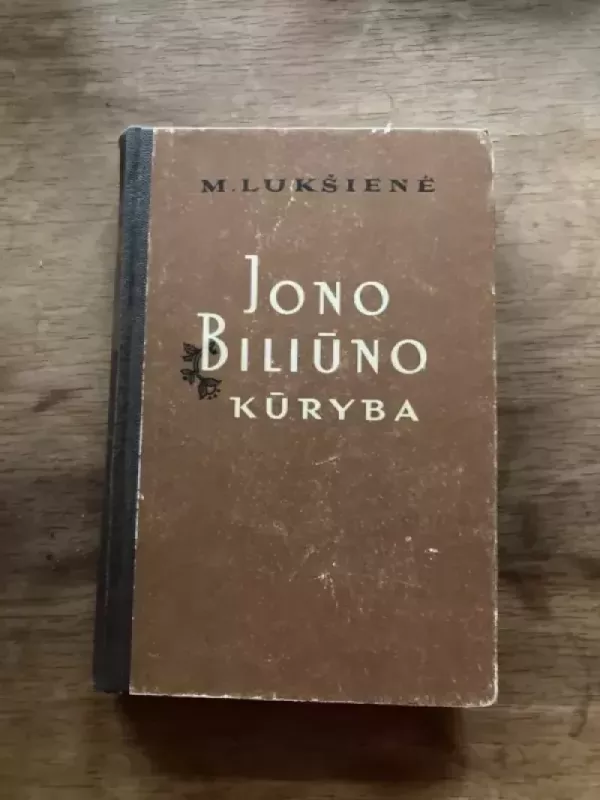 M. LUKŠIENĖ
JONO
BILIŪNO
KŪRYBA